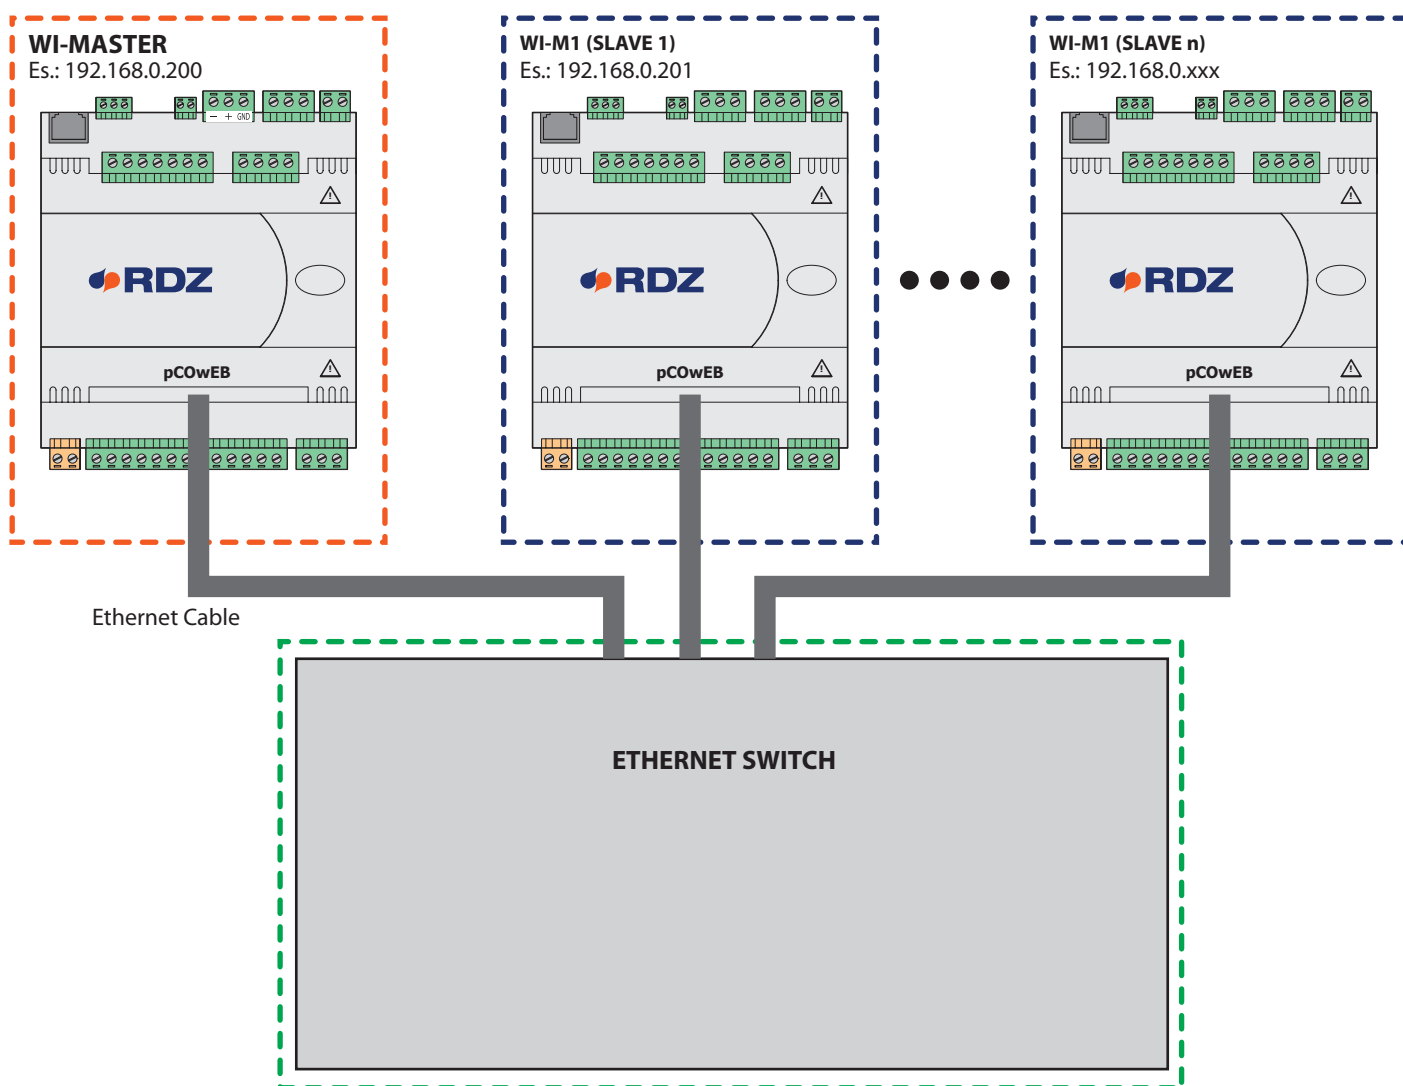 WI-MASTER
Es.: 192.168.0.200
− + GND
RDZ
pCOwEB
WI-M1 (SLAVE 1)
Es.: 192.168.0.201
RDZ
pCOwEB
WI-M1 (SLAVE n)
Es.: 192.168.0.xxx
RDZ
pCOwEB
Ethernet Cable
ETHERNET SWITCH